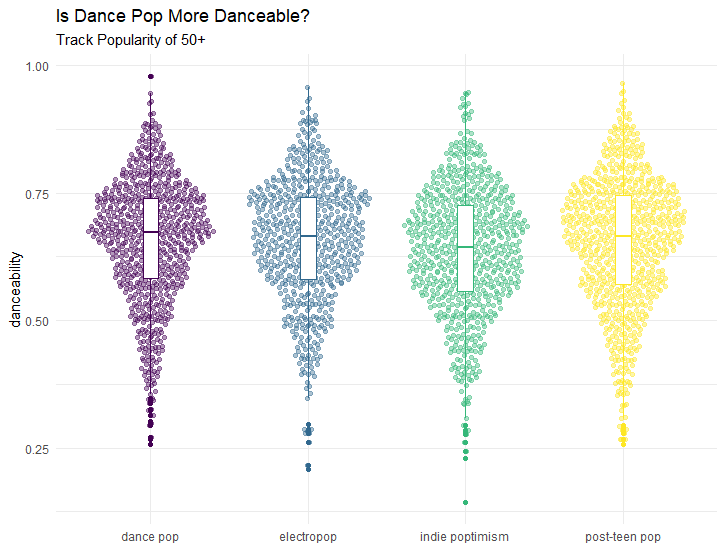 Is Dance Pop More Danceable?
Track Popularity of 50+
1.00
0.75
0.50
0.25
danceability
dance pop
electropop
indie poptimism
post-teen pop